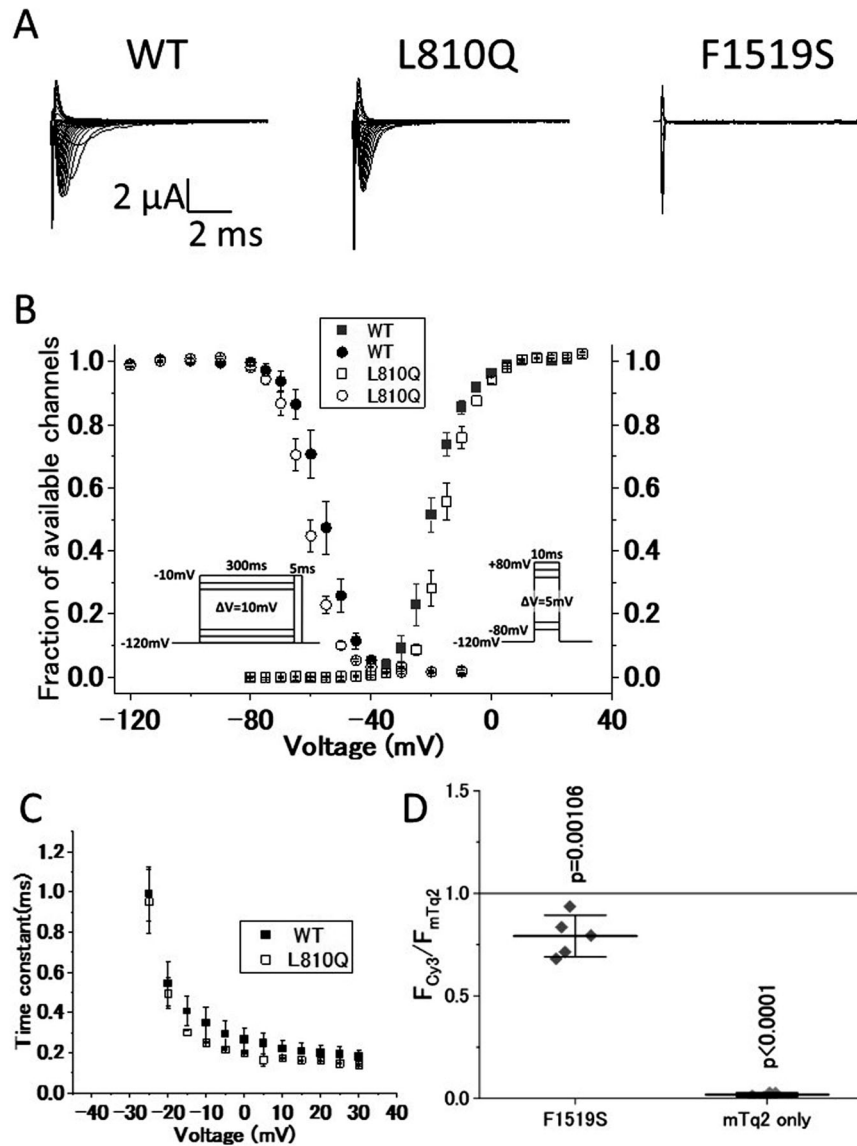 A
WT
L810Q
F1519S
2 µA
2 ms
B
WT
WT
L810Q
L810Q
Fraction of available channels
1.0
0.8
0.6
0.4
0.2
0.0
1.0
0.8
0.6
0.4
0.2
0.0
300ms
5ms
-10mV
ΔV=10mV
-120mV
10ms
+80mV
ΔV=5mV
-80mV
-120mV
−120
−80
−40
0
40
Voltage (mV)
C
Time constant(ms)
1.2
1.0
0.8
0.6
0.4
0.2
0.0
WT
L810Q
−40 −30 −20 −10 0 10 20 30 40
Voltage (mV)
D
F_Cy3/F_mTq2
1.5
1.0
0.5
0.0
p=0.00106
p<0.0001
F1519S
mTq2 only